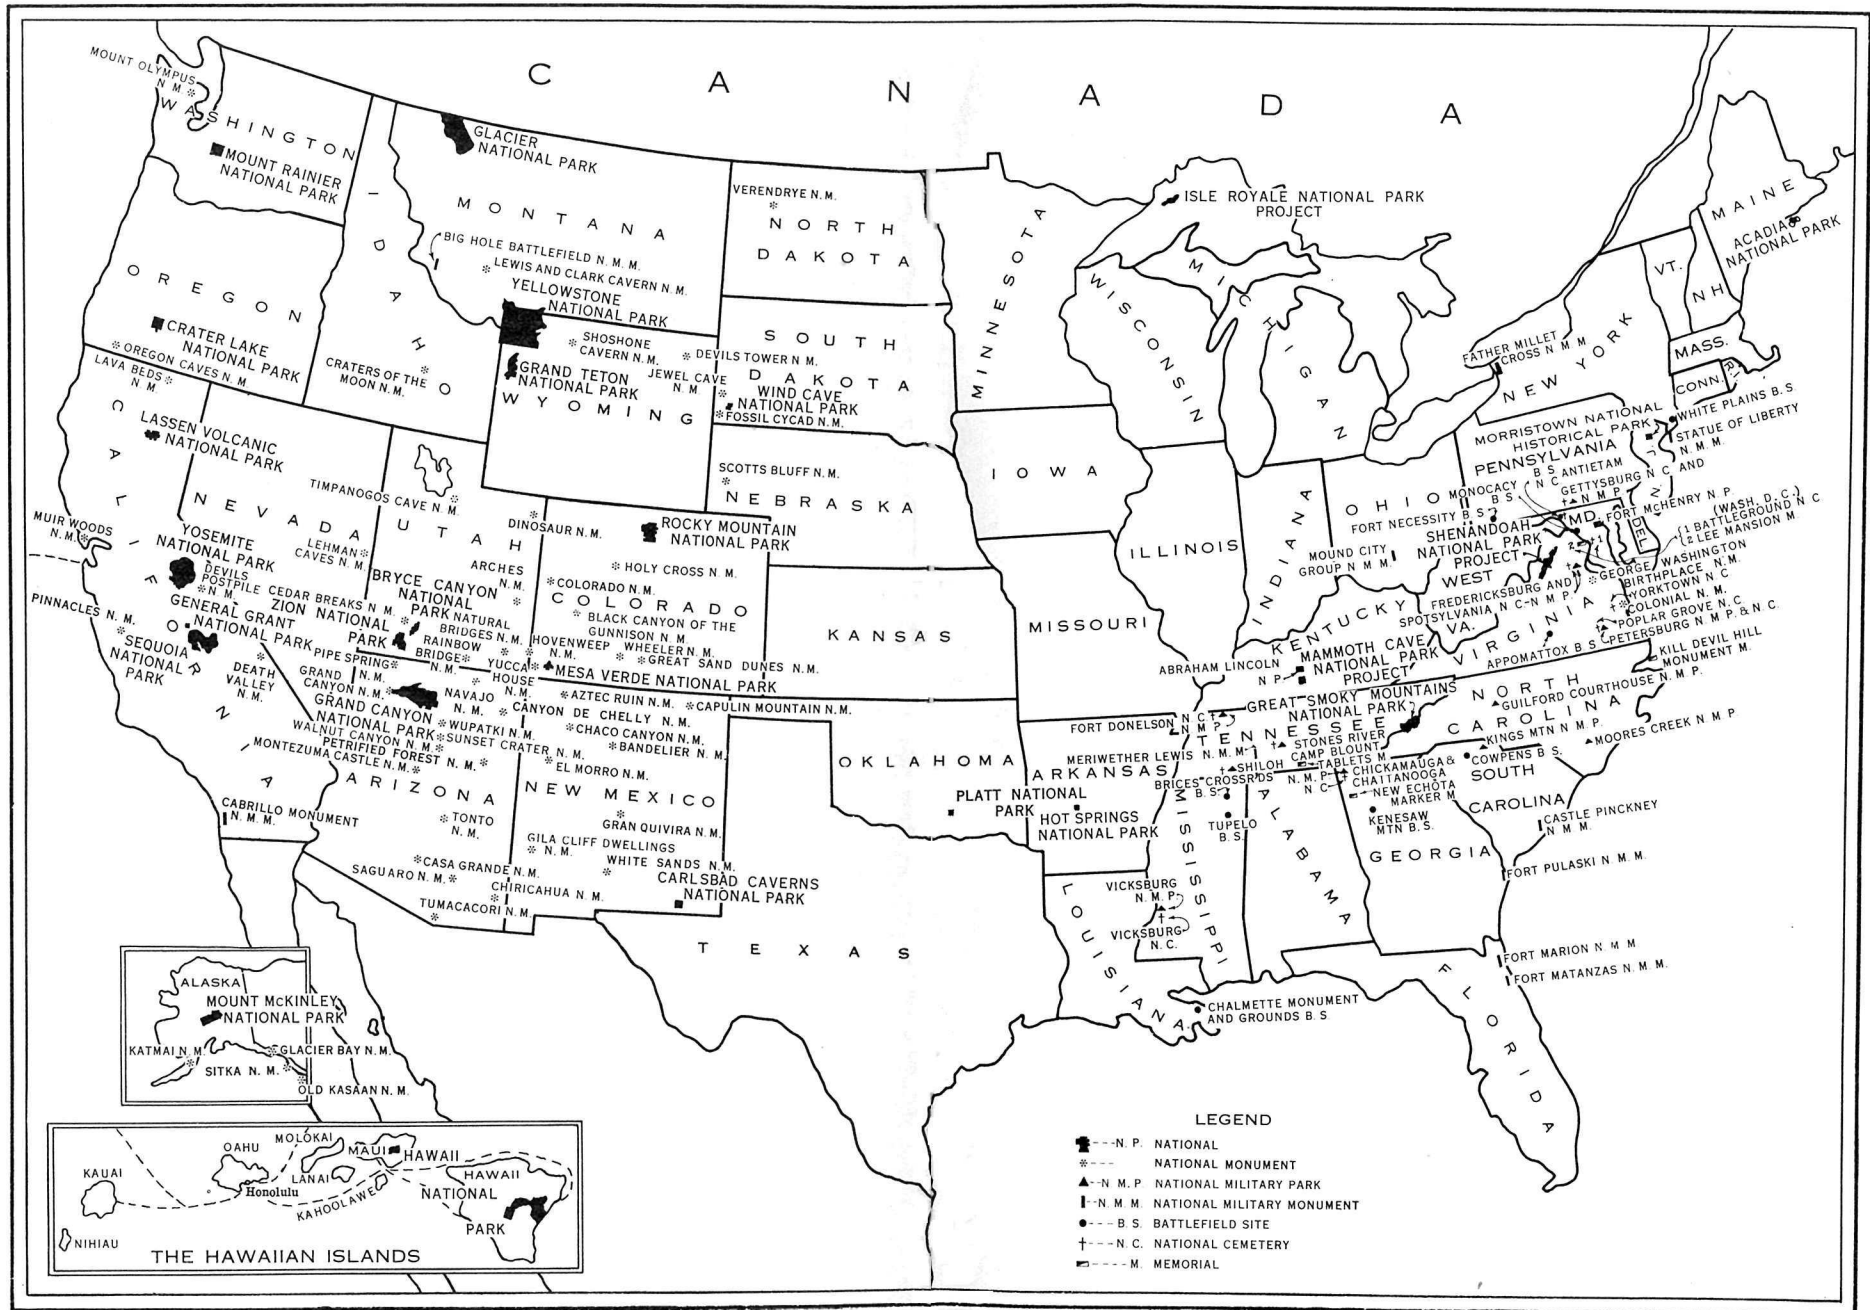 CANADA
MOUNT OLYMPUS
N M
WASHINGTON
MOUNT RAINIER
NATIONAL PARK
OREGON
CRATER LAKE
NATIONAL PARK
OREGON CAVES N M
LAVA BEDS
N M.
IDAHO
CRATERS OF THE
MOON N.M.
GLACIER
NATIONAL PARK
MONTANA
BIG HOLE BATTLEFIELD N. M. M.
LEWIS AND CLARK CAVERN N. M.
YELLOWSTONE
NATIONAL PARK
SHOSHONE
CAVERN N. M.
GRAND TETON
NATIONAL PARK
WYOMING
DEVILS TOWER N M.
JEWEL CAVE
N M
VERENDRYE N. M.
NORTH
DAKOTA
SOUTH
DAKOTA
WIND CAVE
NATIONAL PARK
FOSSIL CYCAD N. M.
SCOTTS BLUFF N. M.
NEBRASKA
CALIFORNIA
LASSEN VOLCANIC
NATIONAL PARK
MUIR WOODS
N. M.
YOSEMITE
NATIONAL PARK
DEVILS
POSTPILE
N. M.
GENERAL GRANT
NATIONAL PARK
PINNACLES N. M.
SEQUOIA
NATIONAL
PARK
DEATH
VALLEY
N. M.
CABRILLO MONUMENT
N. M. M.
NEVADA
LEHMAN
CAVES N. M.
TIMPANOGOS CAVE N. M.
UTAH
DINOSAUR N. M.
ARCHES
N. M.
BRYCE CANYON
NATIONAL
PARK
CEDAR BREAKS N. M.
ZION NATIONAL
PARK
NATURAL
BRIDGES N. M.
RAINBOW
BRIDGE
N. M.
PIPE SPRING
N. M.
GRAND
CANYON N. M.
GRAND CANYON
NATIONAL PARK
NAVAJO
N. M.
WUPATKI N. M.
WALNUT CANYON N. M.
SUNSET CRATER N. M.
PETRIFIED FOREST N. M.
MONTEZUMA CASTLE N. M.
ARIZONA
TONTO
N. M.
CASA GRANDE N. M.
SAGUARO N. M.
CHIRICAHUA N. M.
TUMACACORI N. M.
ROCKY MOUNTAIN
NATIONAL PARK
HOLY CROSS N. M.
COLORADO N. M.
COLORADO
BLACK CANYON OF THE
GUNNISON N. M.
HOVENWEEP
N. M.
WHEELER N. M.
GREAT SAND DUNES N. M.
YUCCA
HOUSE
N. M.
MESA VERDE NATIONAL PARK
AZTEC RUIN N. M.
CAPULIN MOUNTAIN N. M.
CANYON DE CHELLY N. M.
CHACO CANYON N. M.
BANDELIER N. M.
EL MORRO N. M.
NEW MEXICO
GRAN QUIVIRA N. M.
GILA CLIFF DWELLINGS
N. M.
WHITE SANDS N. M.
CARLSBAD CAVERNS
NATIONAL PARK
KANSAS
OKLAHOMA
PLATT NATIONAL
PARK
TEXAS
MINNESOTA
IOWA
MISSOURI
ARKANSAS
HOT SPRINGS
NATIONAL PARK
LOUISIANA
ISLE ROYALE NATIONAL PARK
PROJECT
WISCONSIN
MICHIGAN
ILLINOIS
INDIANA
OHIO
MOUND CITY
GROUP N M M
KENTUCKY
ABRAHAM LINCOLN
N P
MAMMOTH CAVE
NATIONAL PARK
PROJECT
FORT DONELSON N. C.
N M P
GREAT SMOKY MOUNTAINS
NATIONAL PARK
TENNESSEE
MERIWETHER LEWIS N. M. M.
STONES RIVER
SHILOH
N. M. P
N C
CAMP BLOUNT
TABLETS M
BRICES CROSSRDS
B. S.
CHICKAMAUGA &
CHATTANOOGA
NEW ECHOTA
MARKER M
TUPELO
B. S.
KENESAW
MTN B. S.
MISSISSIPPI
ALABAMA
GEORGIA
VICKSBURG
N. M. P.
VICKSBURG
N. C.
CHALMETTE MONUMENT
AND GROUNDS B. S.
FLORIDA
FORT MARION N M M
FORT MATANZAS N. M. M.
FORT PULASKI N. M. M.
CASTLE PINCKNEY
N M M.
SOUTH
CAROLINA
COWPENS B S.
KINGS MTN N M P.
MOORES CREEK N M P
NORTH
CAROLINA
GUILFORD COURTHOUSE N. M. P.
KILL DEVIL HILL
MONUMENT M.
MAINE
ACADIA
NATIONAL PARK
VT.
NH
MASS.
CONN.
R. I.
NEW YORK
FATHER MILLET
CROSS N M M
WHITE PLAINS B. S.
STATUE OF LIBERTY
N. M. M.
MORRISTOWN NATIONAL
HISTORICAL PARK
PENNSYLVANIA
B S
N C ANTIETAM
GETTYSBURG N C AND
N M P
MONOCACY
B S
FORT NECESSITY B S
MD.
DEL.
N J
FORT McHENRY N P.
(WASH, D. C.)
1 BATTLEGROUND N C
2 LEE MANSION M
1
2
SHENANDOAH
NATIONAL PARK
PROJECT
WEST
VA.
VIRGINIA
FREDERICKSBURG AND
SPOTSYLVANIA N C-N M P
GEORGE WASHINGTON
BIRTHPLACE N. M.
YORKTOWN N C
COLONIAL N. M.
POPLAR GROVE N. C.
PETERSBURG N M P. & N. C.
APPOMATTOX B S
ALASKA
MOUNT McKINLEY
NATIONAL PARK
KATMAI N. M.
GLACIER BAY N. M.
SITKA N. M.
OLD KASAAN N. M.
KAUAI
NIHIAU
OAHU
Honolulu
MOLOKAI
LANAI
MAUI
KAHOOLAWE
HAWAII
HAWAII
NATIONAL
PARK
THE HAWAIIAN ISLANDS
LEGEND
N. P. NATIONAL
NATIONAL MONUMENT
N M P NATIONAL MILITARY PARK
N. M M. NATIONAL MILITARY MONUMENT
B. S. BATTLEFIELD SITE
N. C. NATIONAL CEMETERY
M. MEMORIAL